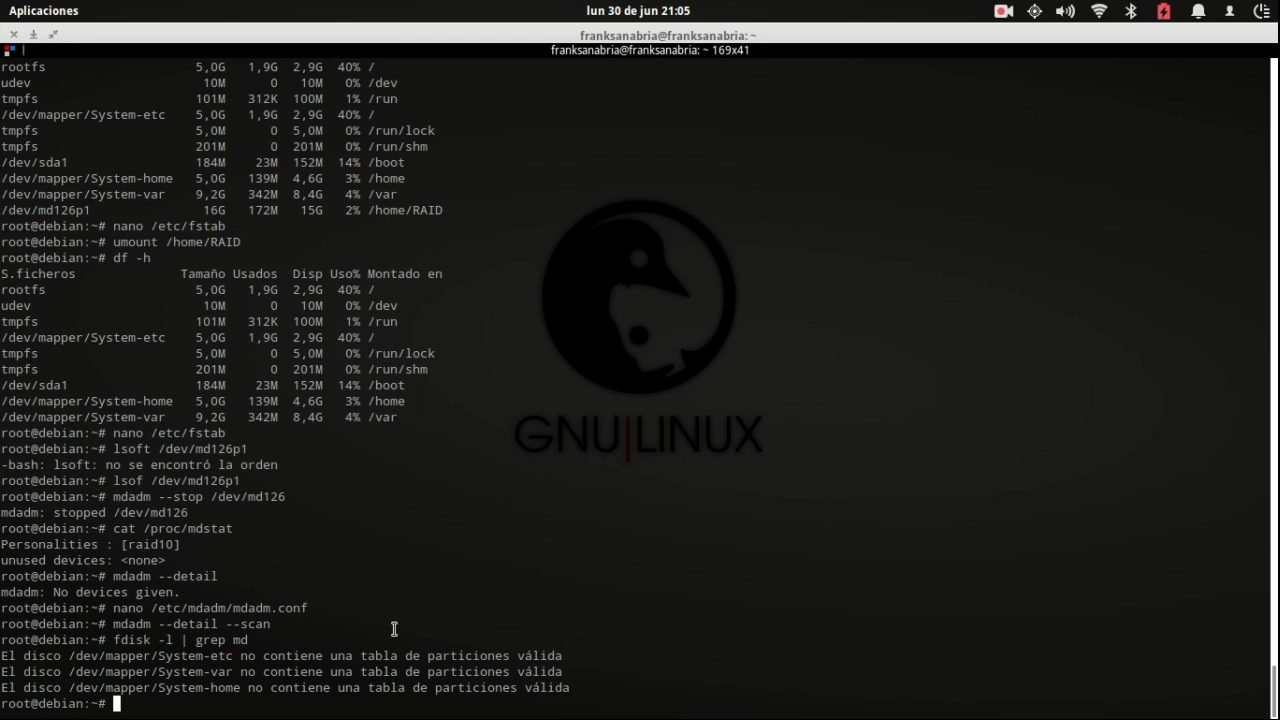 Aplicaciones
lun 30 de jun 21:05
franksanabria@franksanabria: ~
franksanabria@franksanabria: ~ 169x41
rootfs 5,0G 1,9G 2,9G 40% /
udev 10M 0 10M 0% /dev
tmpfs 101M 312K 100M 1% /run
/dev/mapper/System-etc 5,0G 1,9G 2,9G 40% /
tmpfs 5,0M 0 5,0M 0% /run/lock
tmpfs 201M 0 201M 0% /run/shm
/dev/sda1 184M 23M 152M 14% /boot
/dev/mapper/System-home 5,0G 139M 4,6G 3% /home
/dev/mapper/System-var 9,2G 342M 8,4G 4% /var
/dev/md126p1 16G 172M 15G 2% /home/RAID
root@debian:~# nano /etc/fstab
root@debian:~# umount /home/RAID
root@debian:~# df -h
S.ficheros Tamaño Usados Disp Uso% Montado en
rootfs 5,0G 1,9G 2,9G 40% /
udev 10M 0 10M 0% /dev
tmpfs 101M 312K 100M 1% /run
/dev/mapper/System-etc 5,0G 1,9G 2,9G 40% /
tmpfs 5,0M 0 5,0M 0% /run/lock
tmpfs 201M 0 201M 0% /run/shm
/dev/sda1 184M 23M 152M 14% /boot
/dev/mapper/System-home 5,0G 139M 4,6G 3% /home
/dev/mapper/System-var 9,2G 342M 8,4G 4% /var
root@debian:~# nano /etc/fstab
root@debian:~# lsoft /dev/md126p1
-bash: lsoft: no se encontró la orden
root@debian:~# lsof /dev/md126p1
root@debian:~# mdadm --stop /dev/md126
mdadm: stopped /dev/md126
root@debian:~# cat /proc/mdstat
Personalities : [raid10]
unused devices: <none>
root@debian:~# mdadm --detail
mdadm: No devices given.
root@debian:~# nano /etc/mdadm/mdadm.conf
root@debian:~# mdadm --detail --scan
root@debian:~# fdisk -l | grep md
El disco /dev/mapper/System-etc no contiene una tabla de particiones válida
El disco /dev/mapper/System-var no contiene una tabla de particiones válida
El disco /dev/mapper/System-home no contiene una tabla de particiones válida
root@debian:~#
GNU|LINUX